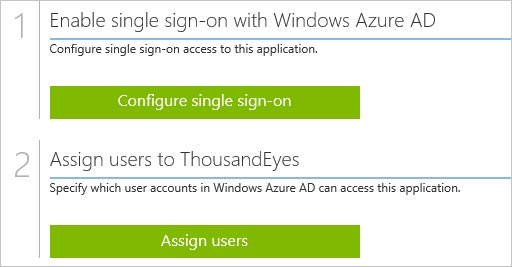 1
Enable single sign-on with Windows Azure AD
Configure single sign-on access to this application.
Configure single sign-on
2
Assign users to ThousandEyes
Specify which user accounts in Windows Azure AD can access this application.
Assign users